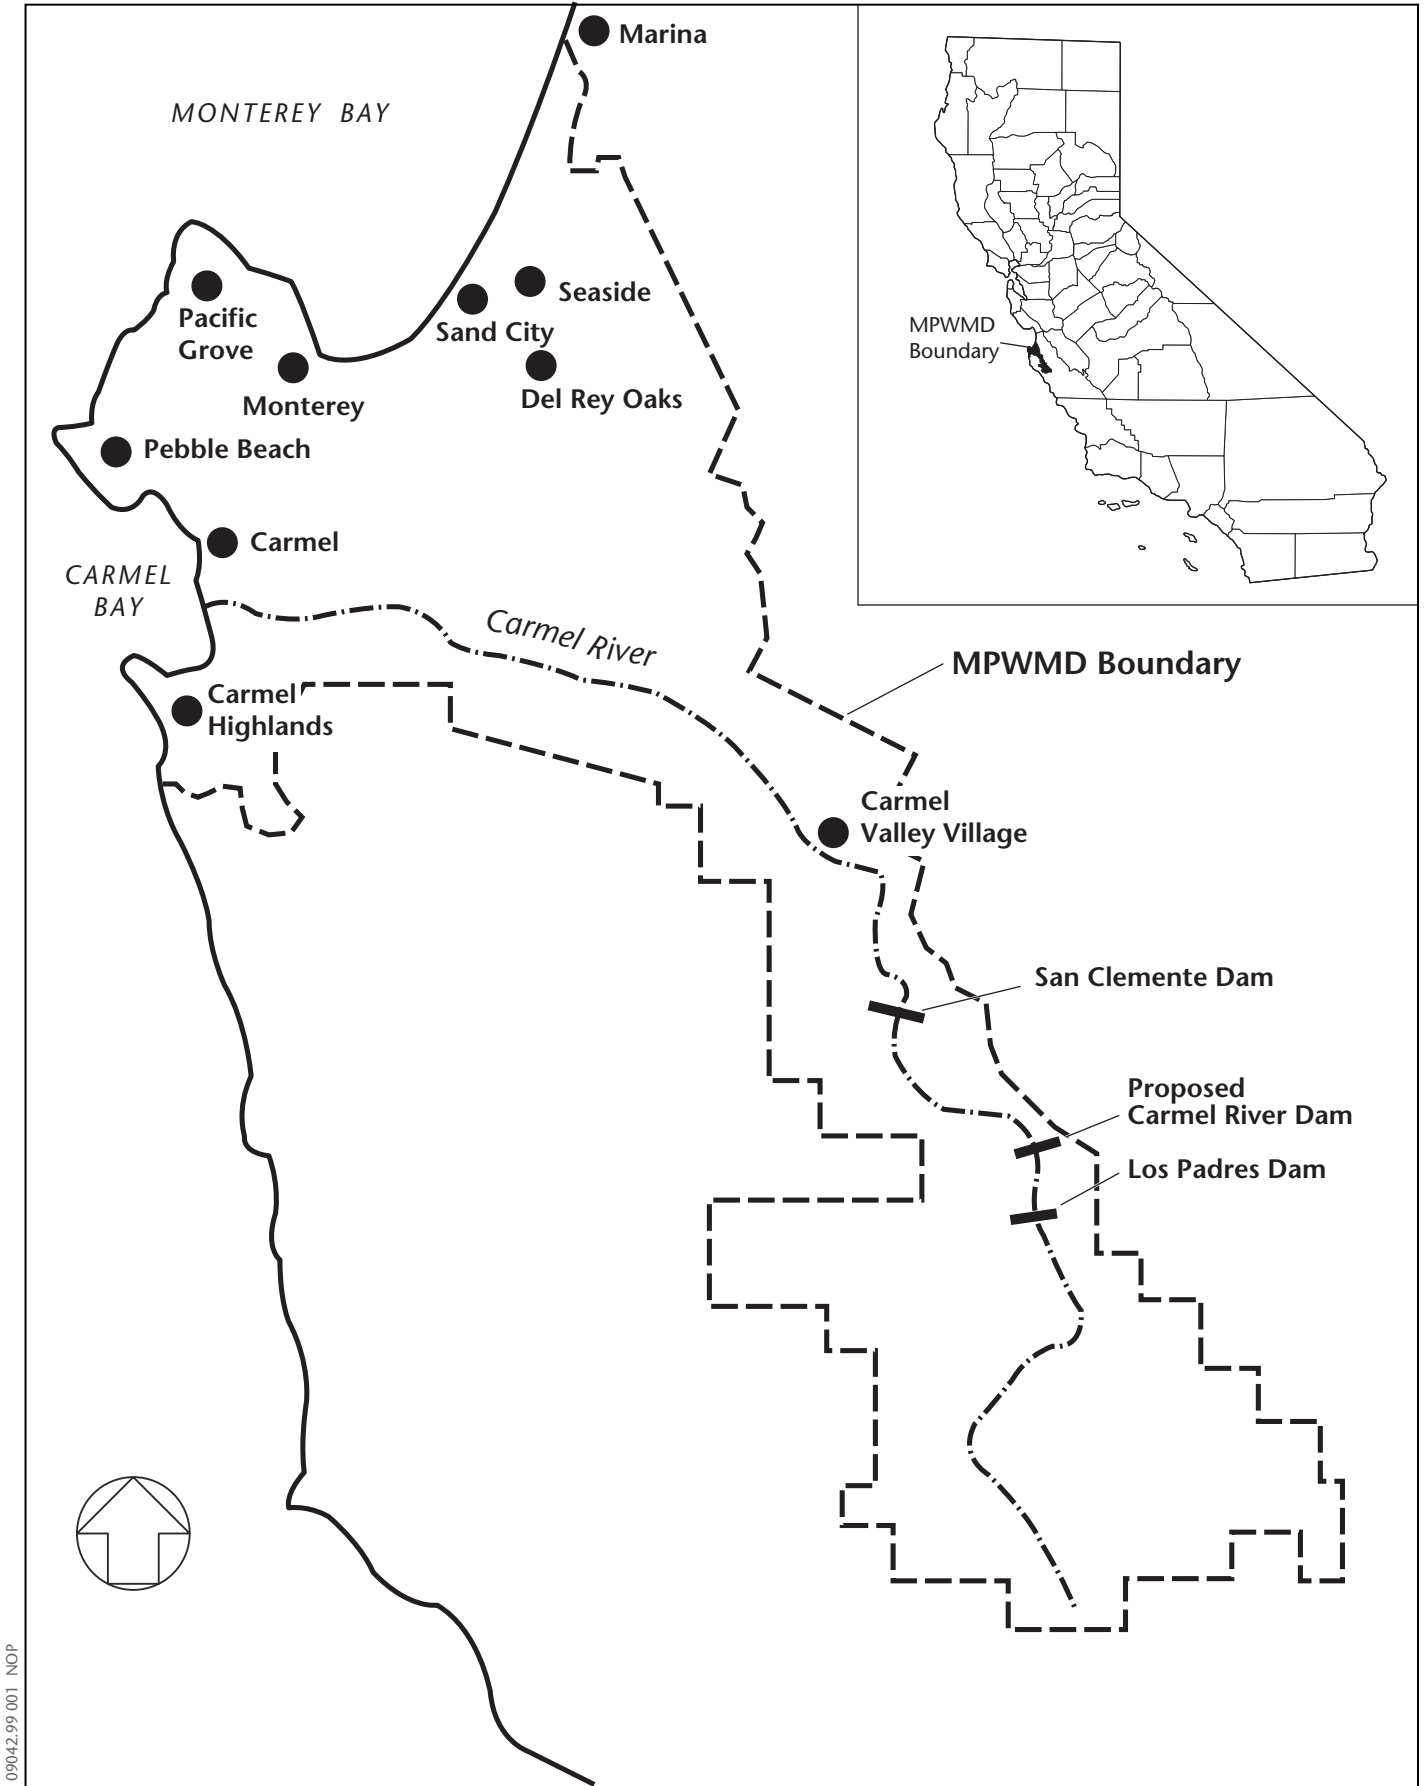 Marina
MONTEREY BAY
Seaside
Sand City
Pacific
Grove
Del Rey Oaks
Monterey
Pebble Beach
Carmel
CARMEL
BAY
Carmel River
MPWMD Boundary
Carmel
Highlands
Carmel
Valley Village
San Clemente Dam
Proposed
Carmel River Dam
Los Padres Dam
MPWMD
Boundary
09042.99 001 NOP